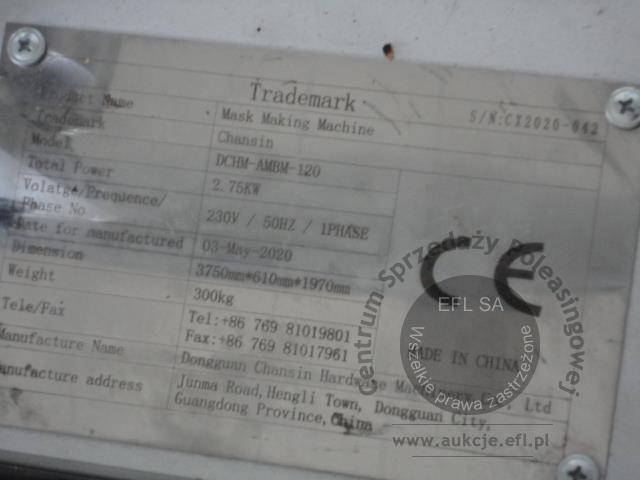 Trademark
S/N:CX2020-042
Product Name Mask Making Machine
Trademark Chansin
Model DCHM-AMBM-120
Total Power 2.75KW
Volatge/Frequence/
Phase No 230V / 50HZ / 1PHASE
Date for manufactured 03-May-2020
Dimension 3750mm*610mm*1970mm
Weight 300kg
Tele/Fax Tel:+86 769 81019801
Fax:+86 769 81017961
Manufacture Name Dongguan Chansin Hardware Ltd
Manufacture address Junma Road,Hengli Town, Dongguan City,
Guangdong Province,China
CE
MADE IN CHINA
Centrum Sprzedaży Poleasingowej
EFL SA
Wszelkie prawa zastrzeżone
www.aukcje.efl.pl